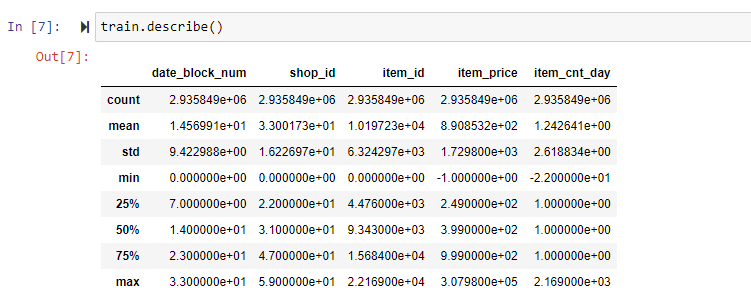 In [7]: train.describe()
Out[7]:
date_block_num shop_id item_id item_price item_cnt_day
count 2.935849e+06 2.935849e+06 2.935849e+06 2.935849e+06 2.935849e+06
mean 1.456991e+01 3.300173e+01 1.019723e+04 8.908532e+02 1.242641e+00
std 9.422988e+00 1.622697e+01 6.324297e+03 1.729800e+03 2.618834e+00
min 0.000000e+00 0.000000e+00 0.000000e+00 -1.000000e+00 -2.200000e+01
25% 7.000000e+00 2.200000e+01 4.476000e+03 2.490000e+02 1.000000e+00
50% 1.400000e+01 3.100000e+01 9.343000e+03 3.990000e+02 1.000000e+00
75% 2.300000e+01 4.700000e+01 1.568400e+04 9.990000e+02 1.000000e+00
max 3.300000e+01 5.900000e+01 2.216900e+04 3.079800e+05 2.169000e+03